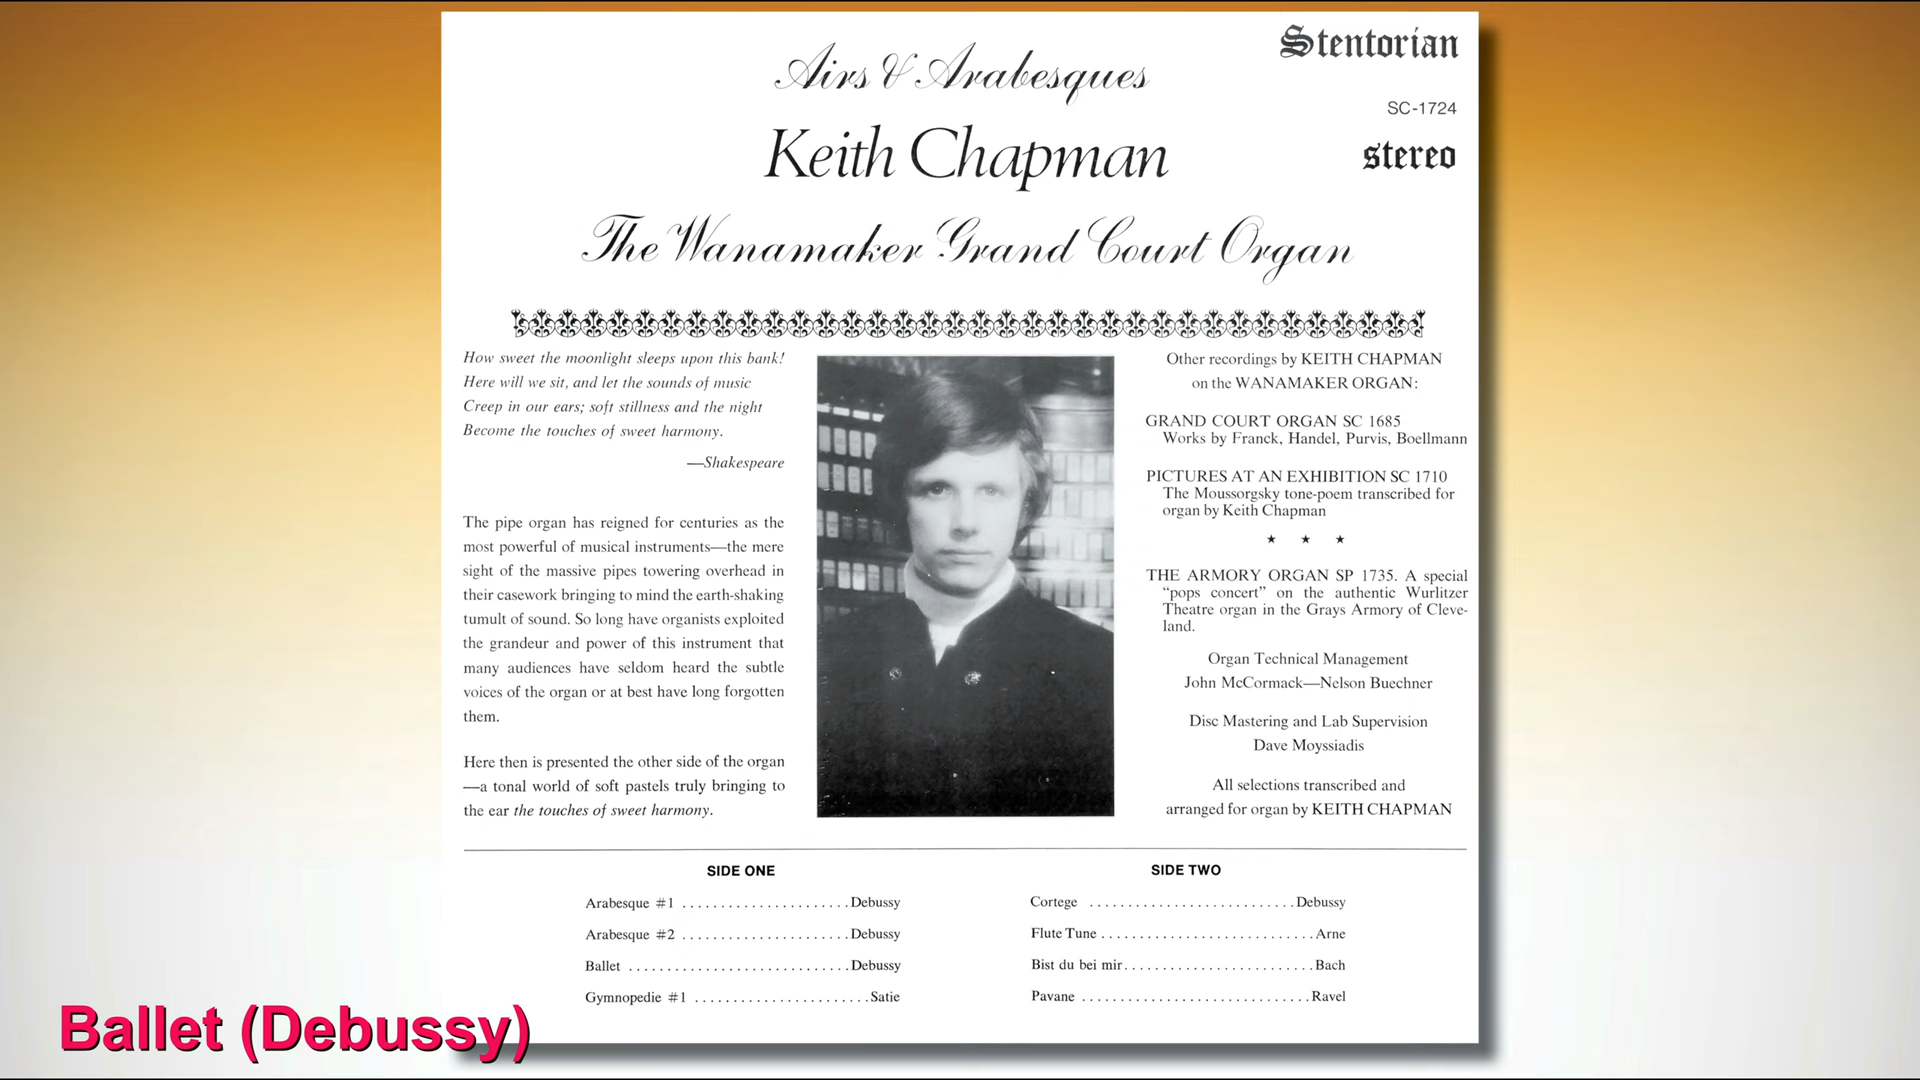 Stentorian
Airs & Arabesques
SC-1724
Keith Chapman
stereo
The Wanamaker Grand Court Organ
How sweet the moonlight sleeps upon this bank!
Here will we sit, and let the sounds of music
Creep in our ears; soft stillness and the night
Become the touches of sweet harmony.
—Shakespeare
The pipe organ has reigned for centuries as the
most powerful of musical instruments—the mere
sight of the massive pipes towering overhead in
their casework bringing to mind the earth-shaking
tumult of sound. So long have organists exploited
the grandeur and power of this instrument that
many audiences have seldom heard the subtle
voices of the organ or at best have long forgotten
them.
Here then is presented the other side of the organ
—a tonal world of soft pastels truly bringing to
the ear the touches of sweet harmony.
Other recordings by KEITH CHAPMAN
on the WANAMAKER ORGAN:
GRAND COURT ORGAN SC 1685
Works by Franck, Handel, Purvis, Boellmann
PICTURES AT AN EXHIBITION SC 1710
The Moussorgsky tone-poem transcribed for
organ by Keith Chapman
★ ★ ★
THE ARMORY ORGAN SP 1735. A special
“pops concert” on the authentic Wurlitzer
Theatre organ in the Grays Armory of Cleve-
land.
Organ Technical Management
John McCormack—Nelson Buechner
Disc Mastering and Lab Supervision
Dave Moyssiadis
All selections transcribed and
arranged for organ by KEITH CHAPMAN
SIDE ONE
Arabesque #1 ......................Debussy
Arabesque #2 ......................Debussy
Ballet .............................Debussy
Gymnopedie #1 .......................Satie
SIDE TWO
Cortege ...........................Debussy
Flute Tune ............................Arne
Bist du bei mir.........................Bach
Pavane ..............................Ravel
Ballet (Debussy)